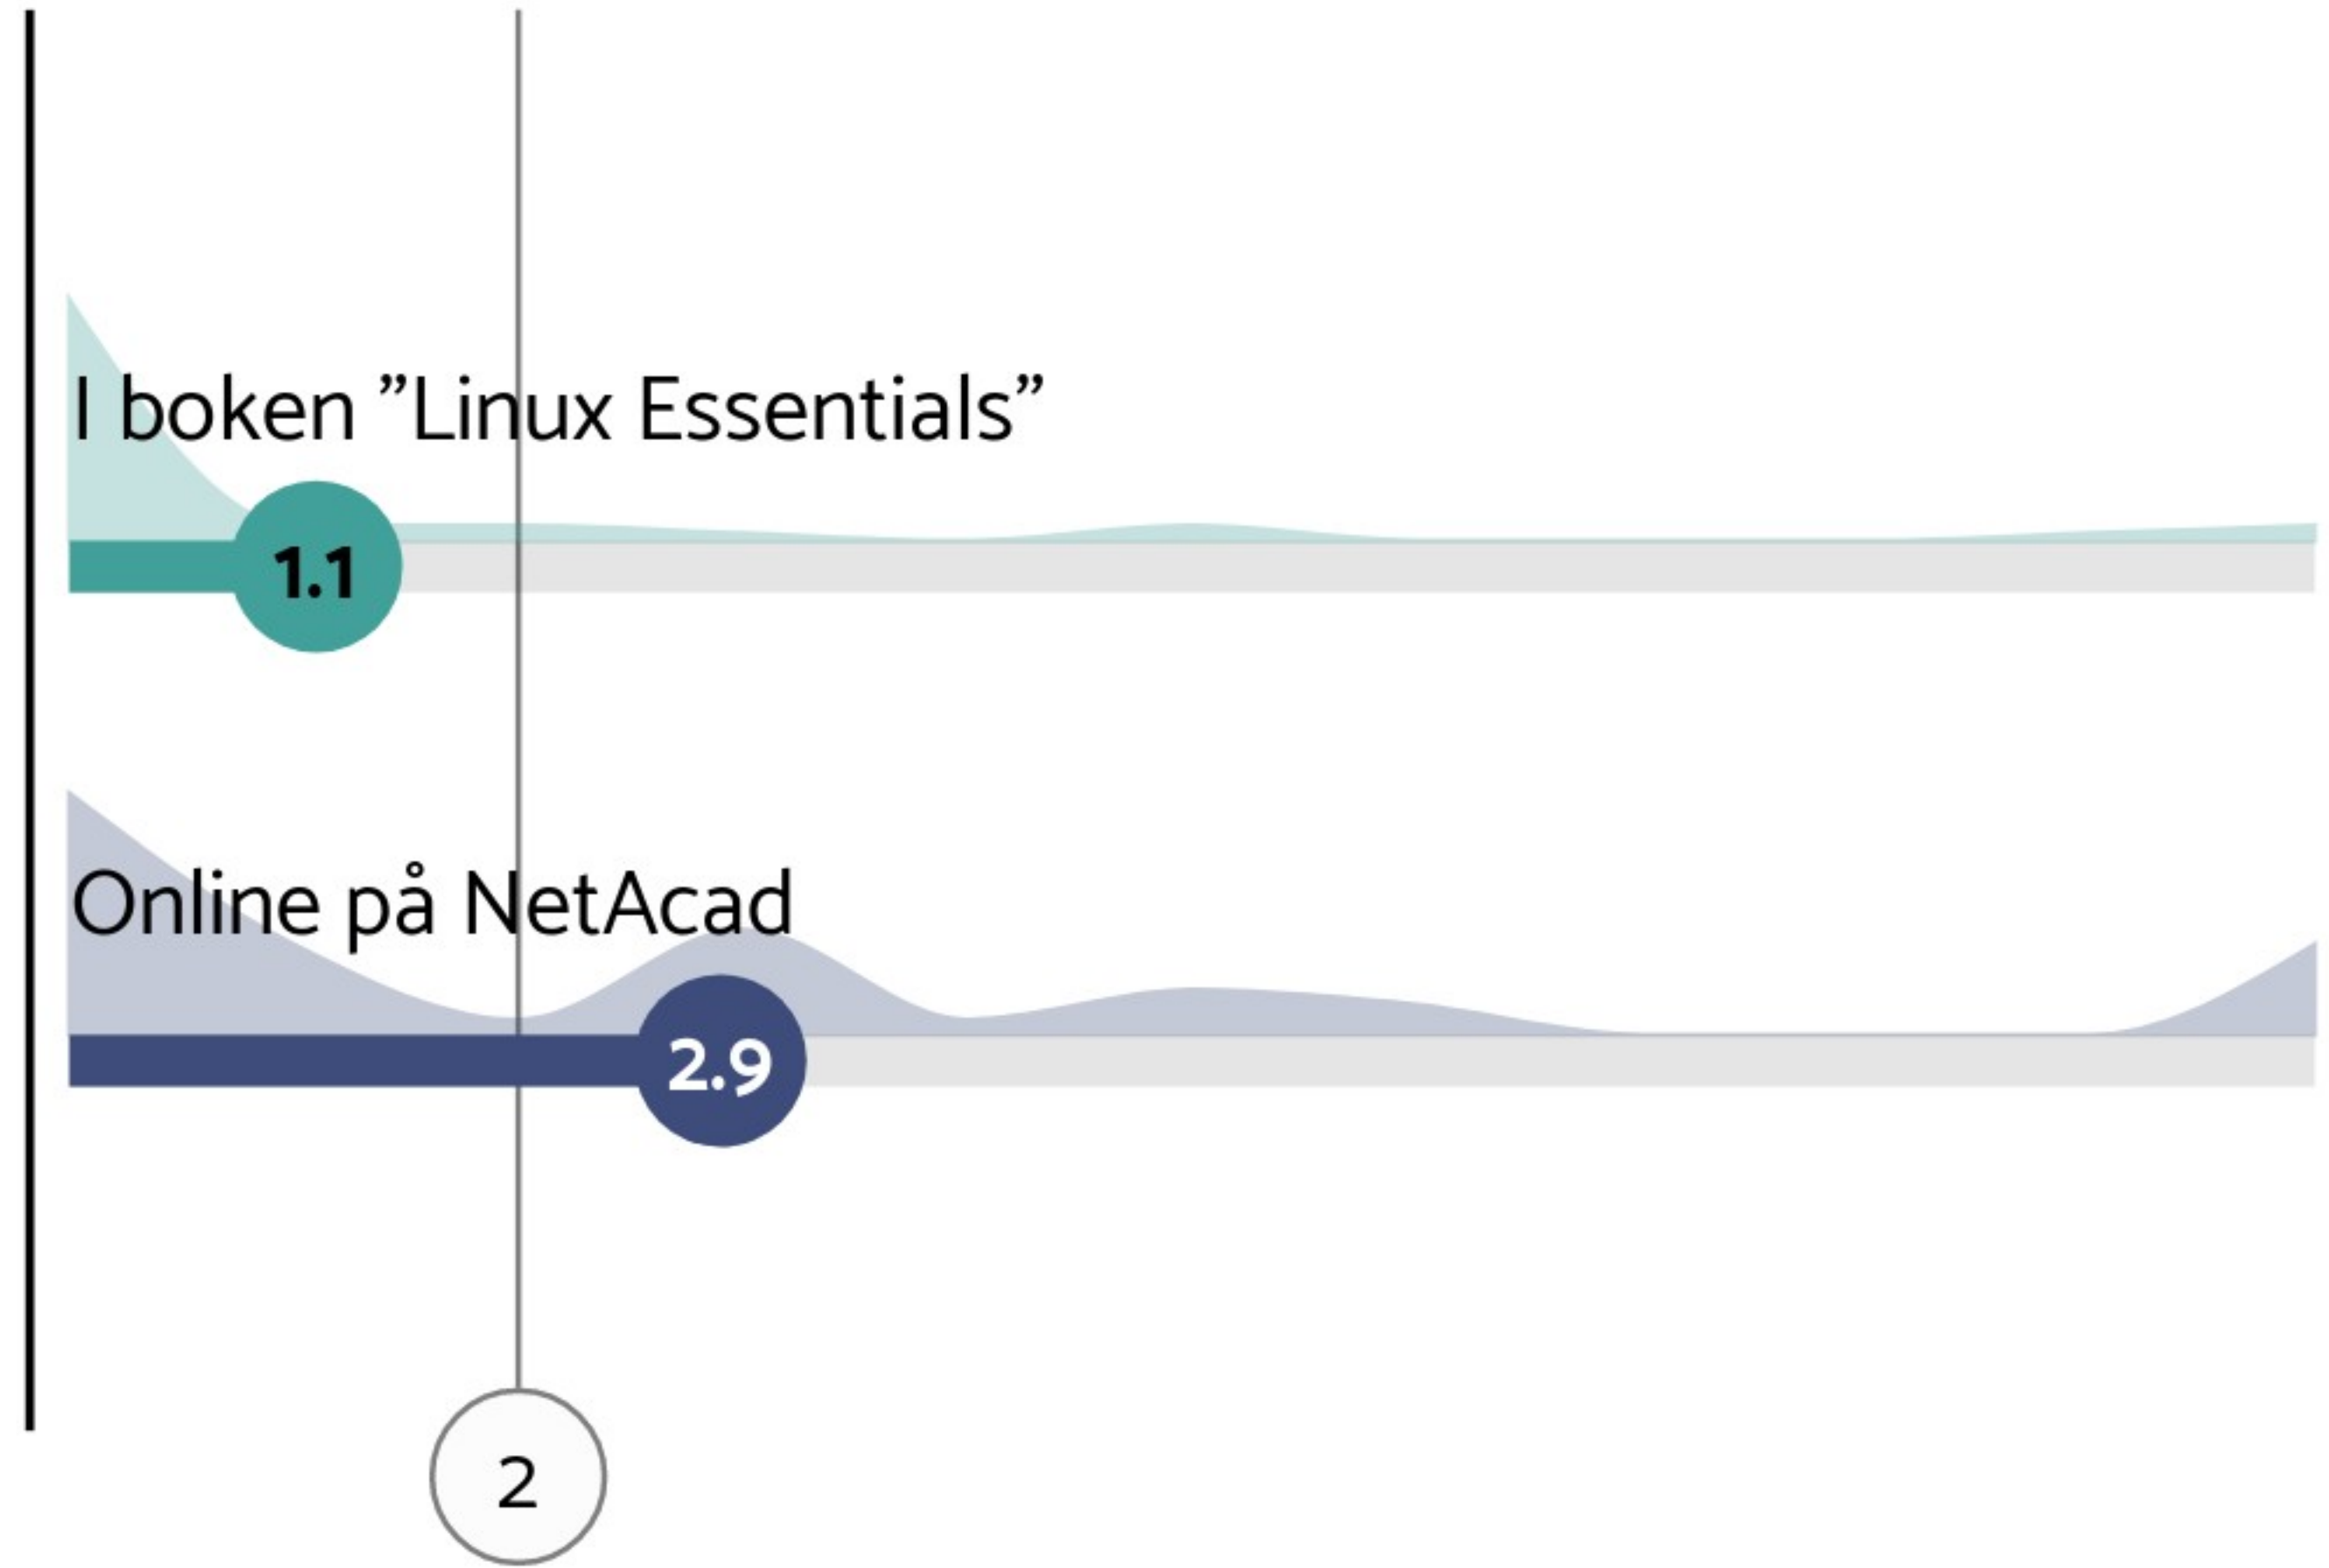 I boken ”Linux Essentials”
1.1
Online på NetAcad
2.9
2